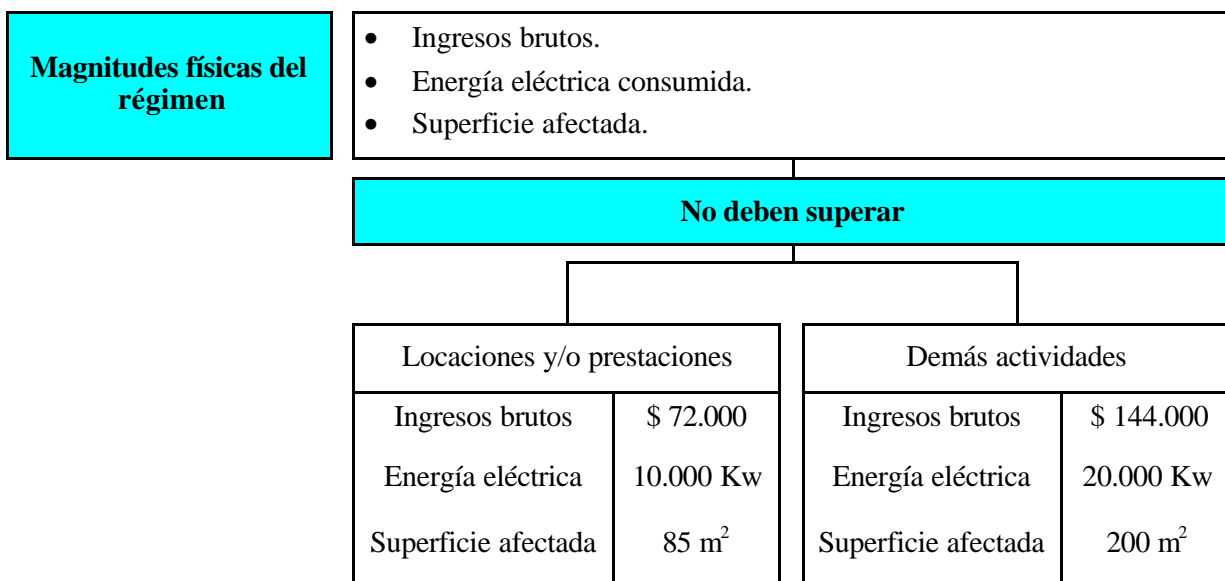 Magnitudes físicas del
régimen
• Ingresos brutos.
• Energía eléctrica consumida.
• Superficie afectada.
No deben superar
Locaciones y/o prestaciones
Ingresos brutos $ 72.000
Energía eléctrica 10.000 Kw
Superficie afectada 85 m²
Demás actividades
Ingresos brutos $ 144.000
Energía eléctrica 20.000 Kw
Superficie afectada 200 m²